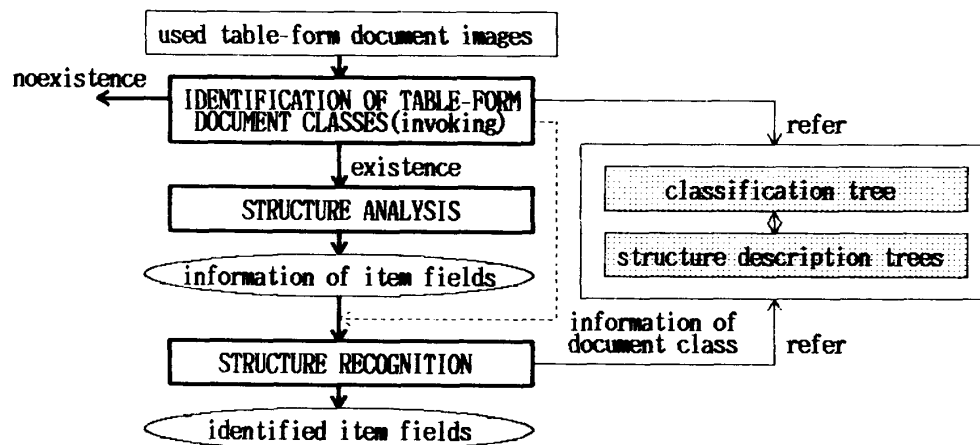 used table-form document images
noexistence
IDENTIFICATION OF TABLE-FORM
DOCUMENT CLASSES(invoking)
refer
existence
classification tree
STRUCTURE ANALYSIS
structure description trees
information of item fields
information of
document class
refer
STRUCTURE RECOGNITION
identified item fields